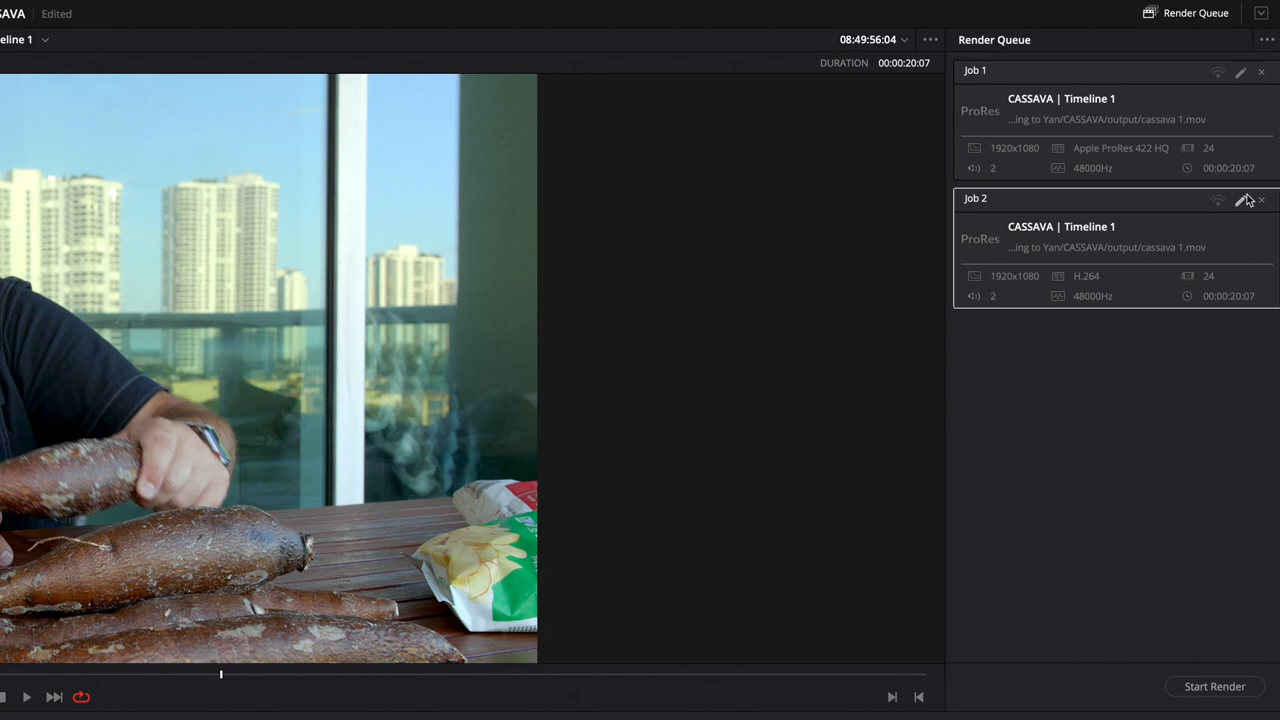 SSAVA Edited
Render Queue
eline 1
08:49:56:04
Render Queue
DURATION 00:00:20:07
Job 1
ProRes
CASSAVA | Timeline 1
...ing to Yan/CASSAVA/output/cassava 1.mov
1920x1080 Apple ProRes 422 HQ 24
2 48000Hz 00:00:20:07
Job 2
ProRes
CASSAVA | Timeline 1
...ing to Yan/CASSAVA/output/cassava 1.mov
1920x1080 H.264 24
2 48000Hz 00:00:20:07
Start Render